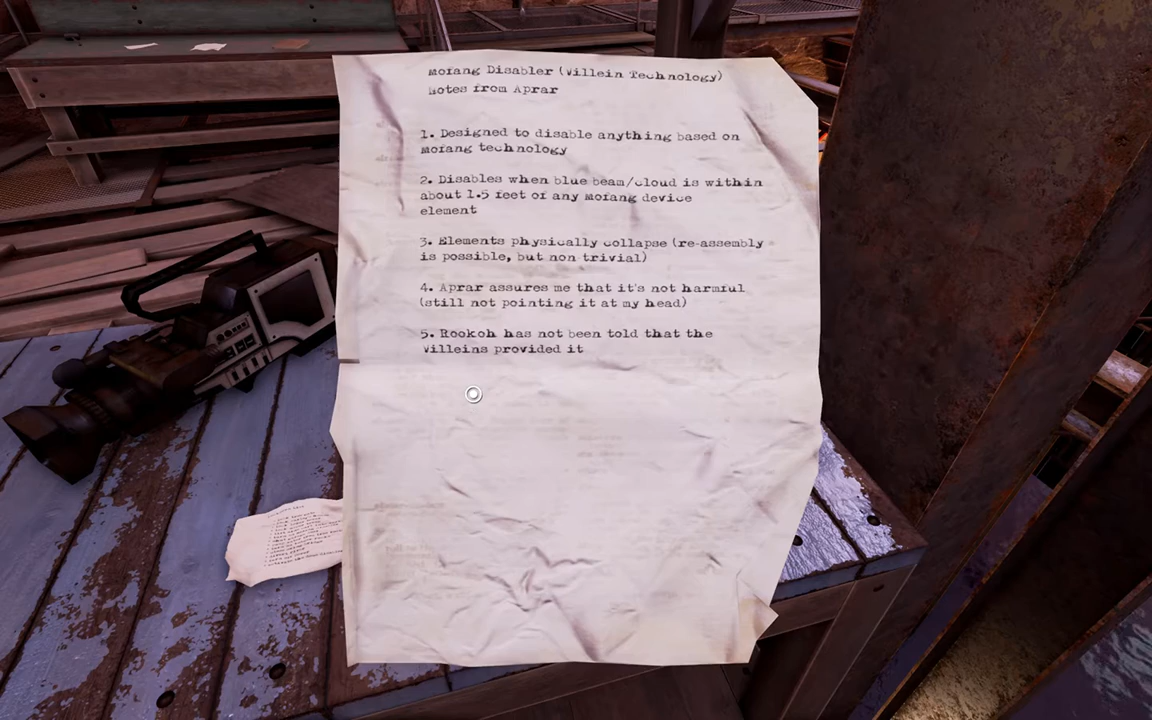 Mofang Disabler (Villein Technology)
Notes from Aprar
1. Designed to disable anything based on
Mofang technology
2. Disables when blue beam/cloud is within
about 1.5 feet of any Mofang device
element
3. Elements physically collapse (re-assembly
is possible, but non trivial)
4. Aprar assures me that it's not harmful
(still not pointing it at my head)
5. Rookoh has not been told that the
Villeins provided it